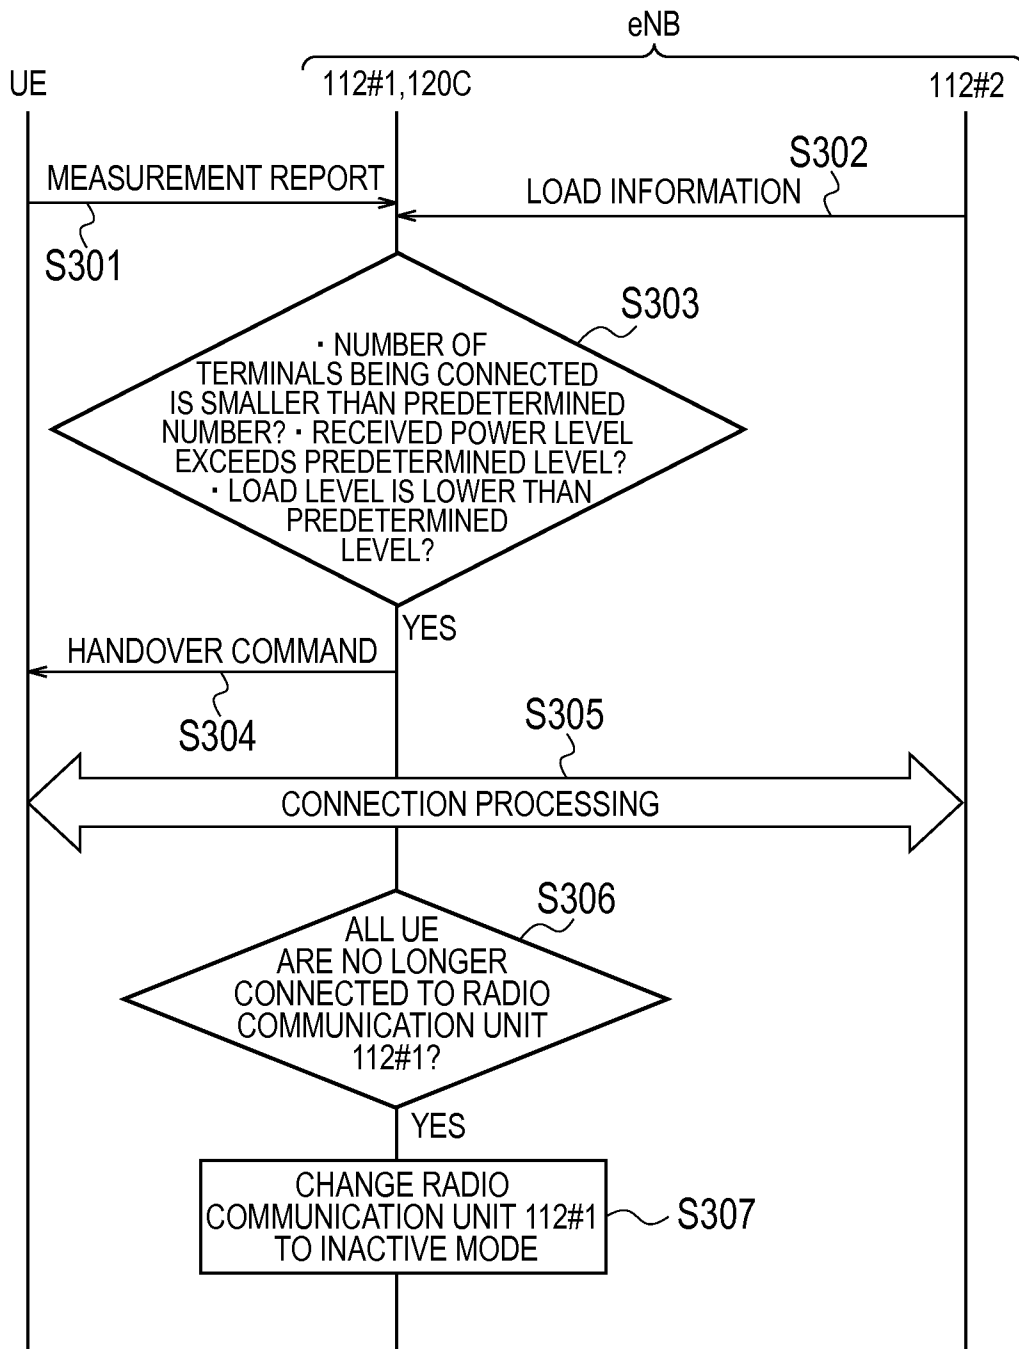 eNB
UE
112#1,120C
112#2
S302
MEASUREMENT REPORT
LOAD INFORMATION
S301
S303
・NUMBER OF
TERMINALS BEING CONNECTED
IS SMALLER THAN PREDETERMINED
NUMBER?・RECEIVED POWER LEVEL
EXCEEDS PREDETERMINED LEVEL?
・LOAD LEVEL IS LOWER THAN
PREDETERMINED
LEVEL?
YES
HANDOVER COMMAND
S304
S305
CONNECTION PROCESSING
S306
ALL UE
ARE NO LONGER
CONNECTED TO RADIO
COMMUNICATION UNIT
112#1?
YES
CHANGE RADIO
COMMUNICATION UNIT 112#1
TO INACTIVE MODE
S307